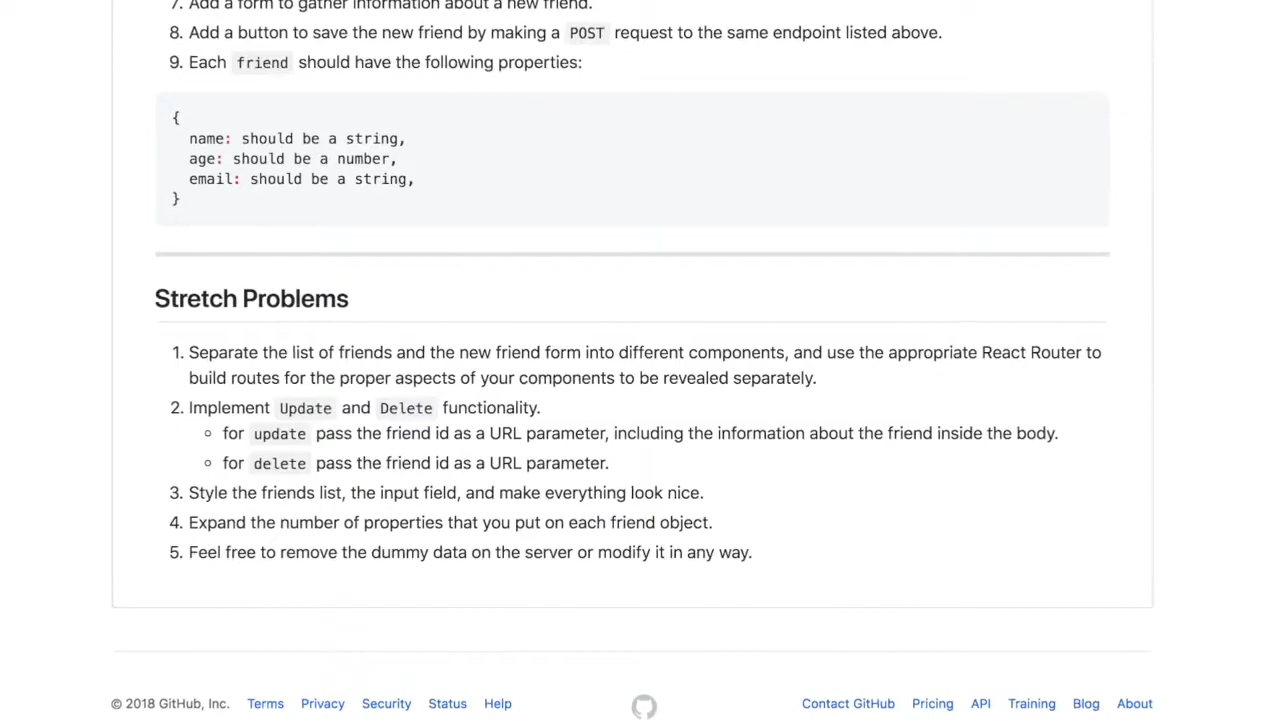 7. Add a form to gather information about a new friend.
8. Add a button to save the new friend by making a POST request to the same endpoint listed above.
9. Each friend should have the following properties:
{
name: should be a string,
age: should be a number,
email: should be a string,
}
Stretch Problems
1. Separate the list of friends and the new friend form into different components, and use the appropriate React Router to
build routes for the proper aspects of your components to be revealed separately.
2. Implement Update and Delete functionality.
◦ for update pass the friend id as a URL parameter, including the information about the friend inside the body.
◦ for delete pass the friend id as a URL parameter.
3. Style the friends list, the input field, and make everything look nice.
4. Expand the number of properties that you put on each friend object.
5. Feel free to remove the dummy data on the server or modify it in any way.
© 2018 GitHub, Inc. Terms Privacy Security Status Help Contact GitHub Pricing API Training Blog About